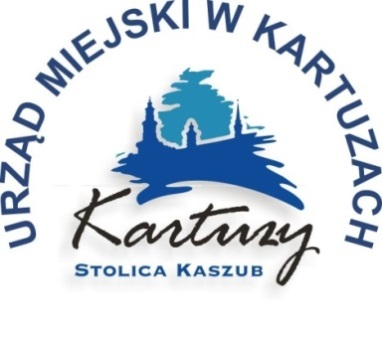 URZĄD MIEJSKI W KARTUZACH
Kartuzy
STOLICA KASZUB